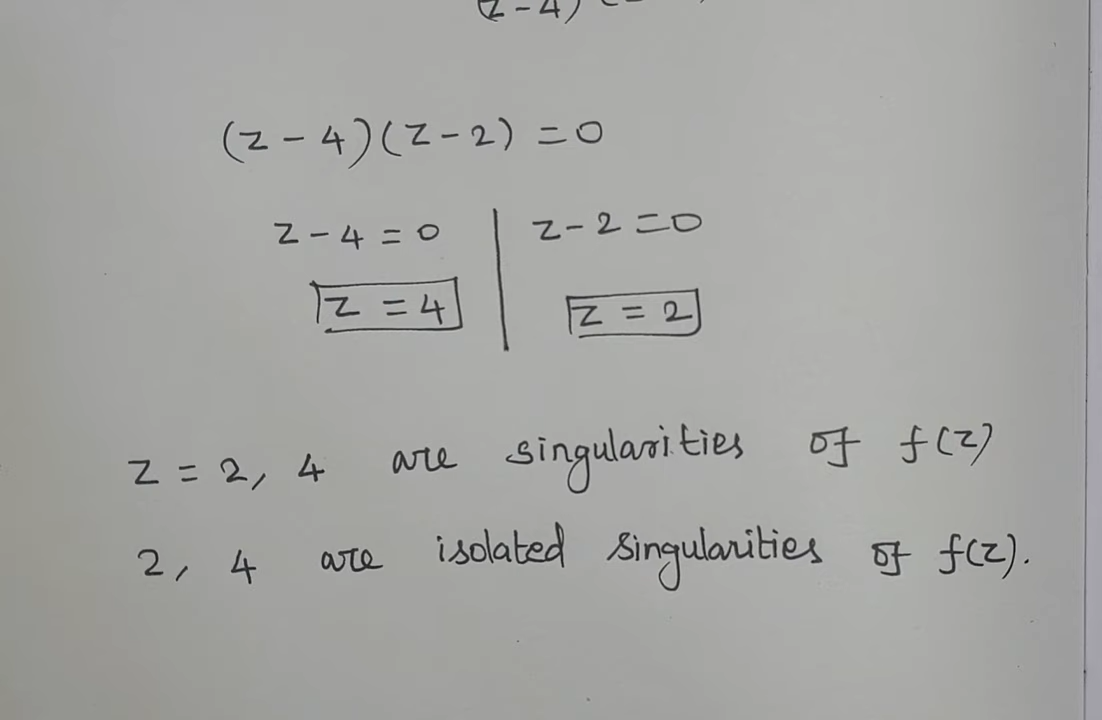 (z-4)
(z-4)(z-2)=0
z-4=0 | z-2=0
z=4 | z=2
z=2, 4 are singularities of f(z)
2, 4 are isolated singularities of f(z).